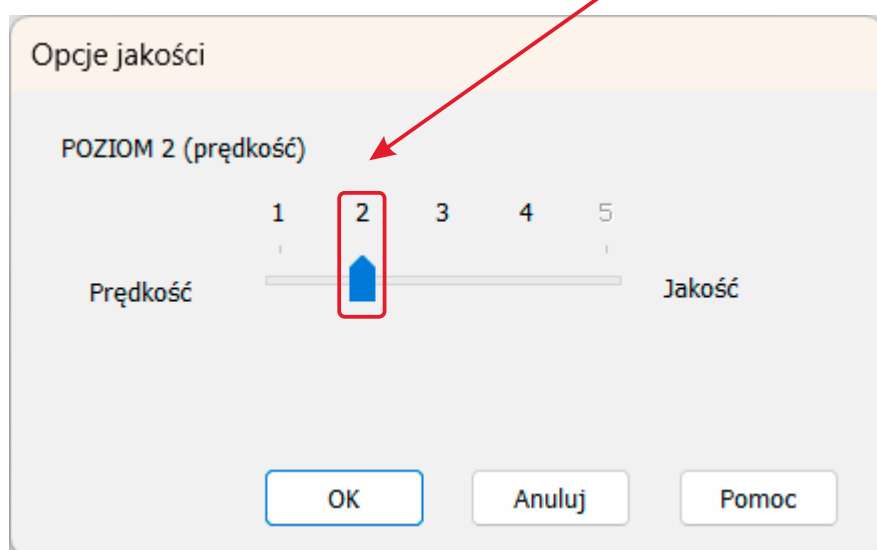 Opcje jakości
POZIOM 2 (prędkość)
1 2 3 4 5
Prędkość Jakość
OK Anuluj Pomoc